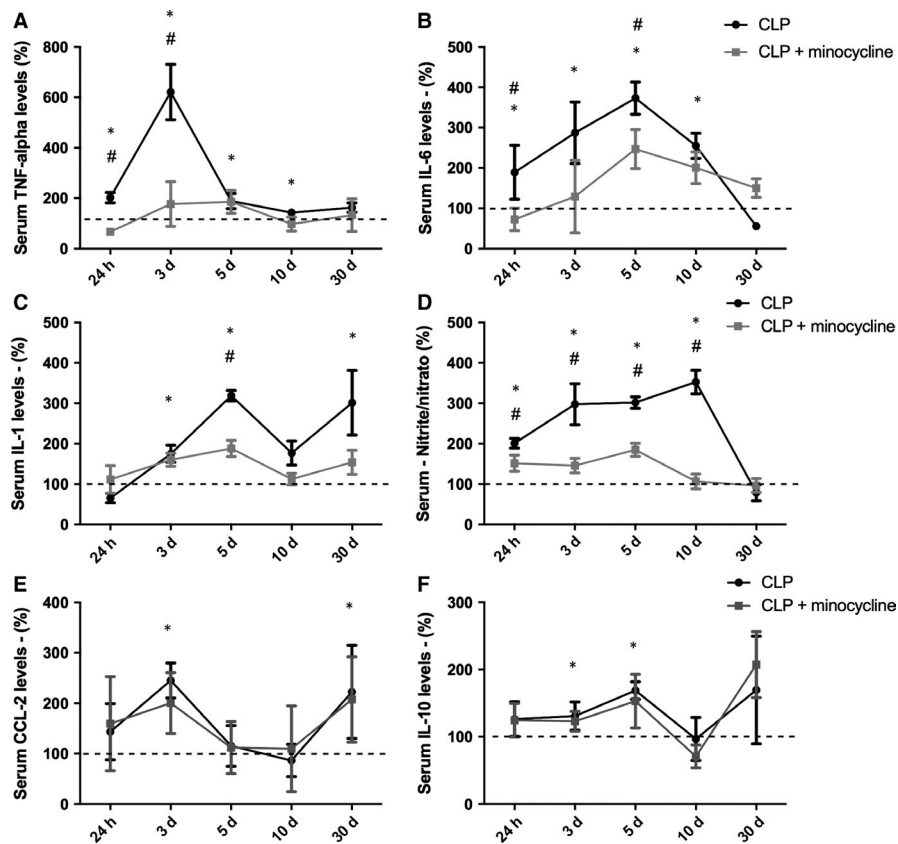 A
Serum TNF-alpha levels (%)
800
600
400
200
0
*
#
*
#
*
*
24 h
3 d
5 d
10 d
30 d
B
CLP
CLP + minocycline
Serum IL-6 levels - (%)
500
400
300
200
100
0
#
*
*
#
*
*
24 h
3 d
5 d
10 d
30 d
C
Serum IL-1 levels - (%)
500
400
300
200
100
0
*
*
#
*
24 h
3 d
5 d
10 d
30 d
D
CLP
CLP + minocycline
Serum - Nitrite/nitrato (%)
500
400
300
200
100
0
*
#
*
#
*
#
*
#
24 h
3 d
5 d
10 d
30 d
E
Serum CCL-2 levels - (%)
400
300
200
100
0
*
*
24 h
3 d
5 d
10 d
30 d
F
CLP
CLP + minocycline
Serum IL-10 levels - (%)
300
200
100
0
*
*
24 h
3 d
5 d
10 d
30 d